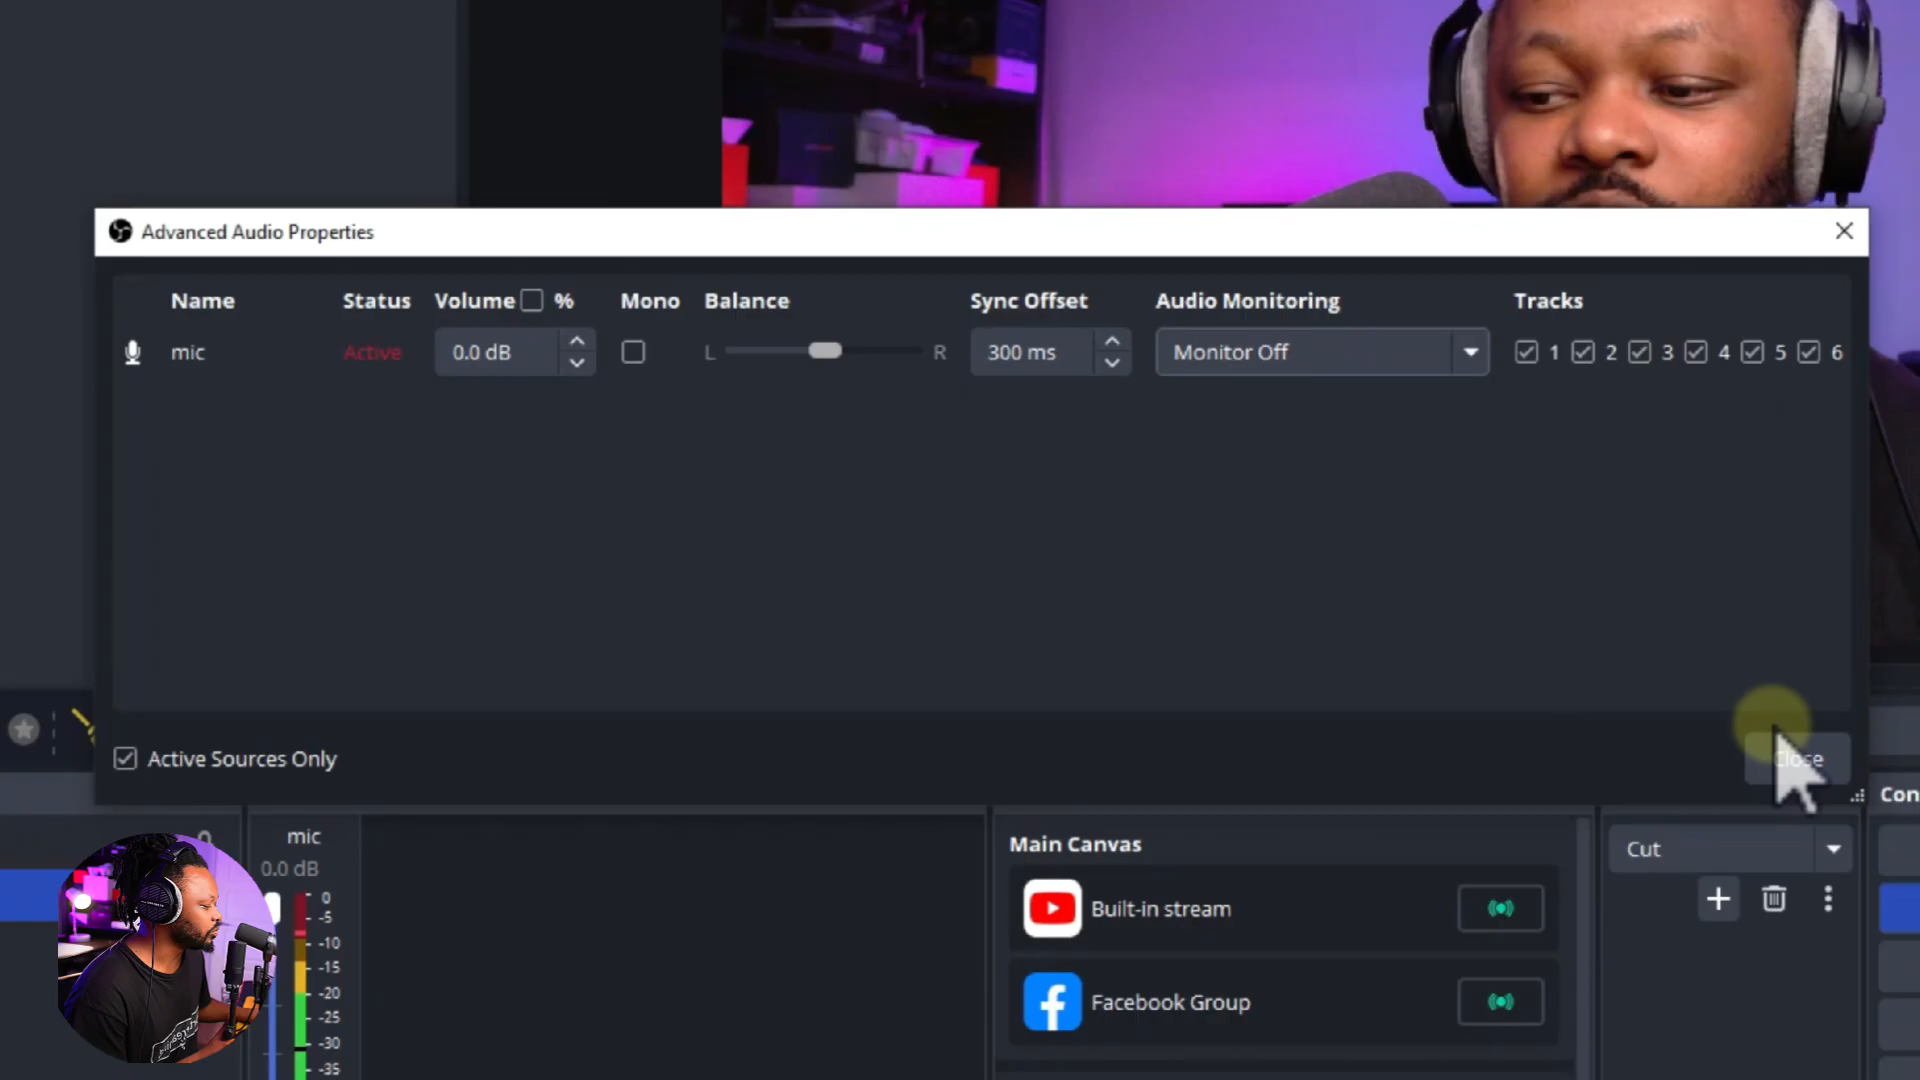 Advanced Audio Properties
Name Status Volume % Mono Balance Sync Offset Audio Monitoring Tracks
mic Active 0.0 dB L R 300 ms Monitor Off 1 2 3 4 5 6
Active Sources Only
Close
Con
mic
0.0 dB
0
-5
-10
-15
-20
-25
-30
-35
Main Canvas
Built-in stream
Facebook Group
Cut